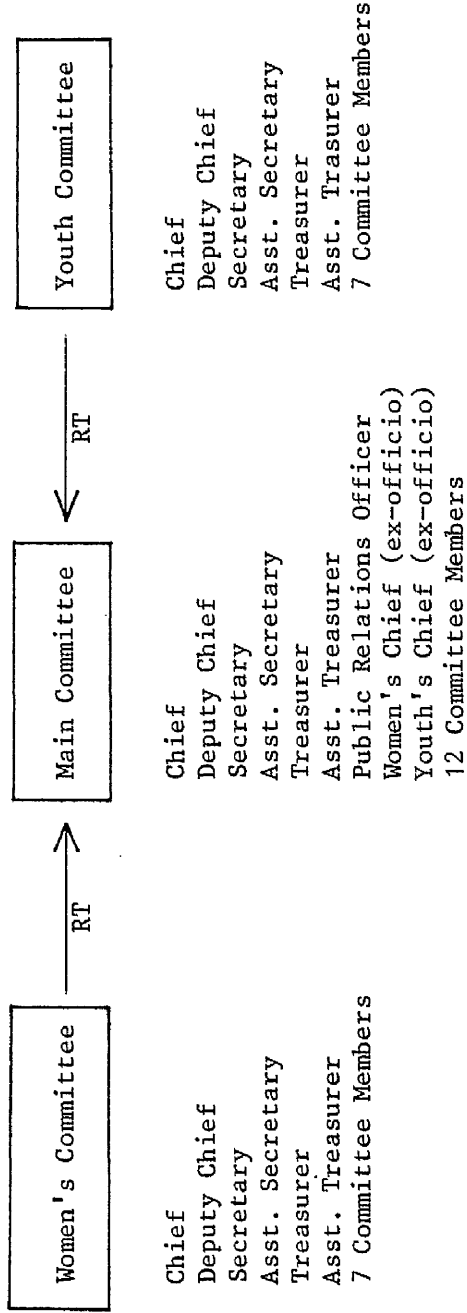 Women's Committee
RT
Main Committee
RT
Youth Committee
Chief
Deputy Chief
Secretary
Asst. Secretary
Treasurer
Asst. Treasurer
7 Committee Members
Chief
Deputy Chief
Secretary
Asst. Secretary
Treasurer
Asst. Treasurer
Public Relations Officer
Women's Chief (ex-officio)
Youth's Chief (ex-officio)
12 Committee Members
Chief
Deputy Chief
Secretary
Asst. Secretary
Treasurer
Asst. Trasurer
7 Committee Members